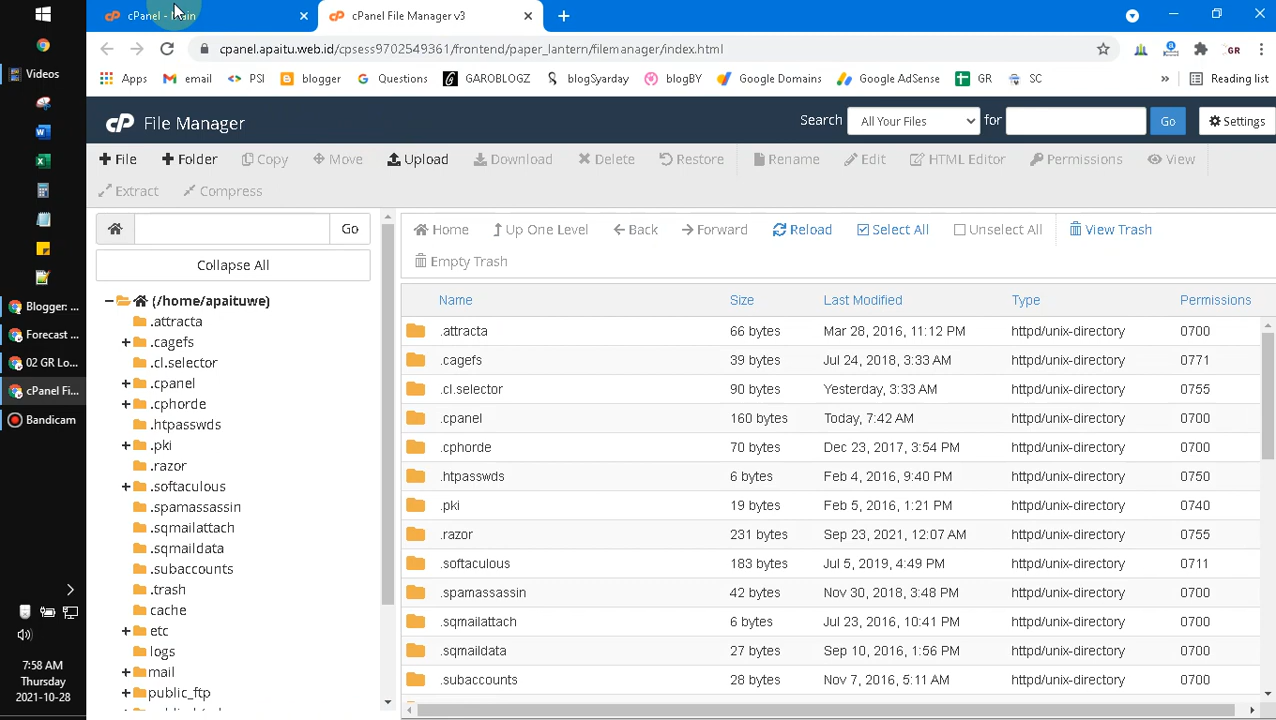 cPanel - Main
cPanel File Manager v3
cpanel.apaitu.web.id/cpsess9702549361/frontend/paper_lantern/filemanager/index.html
GR
Apps
email
PSI
blogger
Questions
GAROBLOGZ
blogSyarday
blogBY
Google Domains
Google AdSense
GR
SC
»
Reading list
cP File Manager
Search All Your Files for Go Settings
+ File + Folder Copy Move Upload Download Delete Restore Rename Edit HTML Editor Permissions View
Extract Compress
Go
Collapse All
(/home/apaituwe)
.attracta
.cagefs
.cl.selector
.cpanel
.cphorde
.htpasswds
.pki
.razor
.softaculous
.spamassassin
.sqmailattach
.sqmaildata
.subaccounts
.trash
cache
etc
logs
mail
public_ftp
Home Up One Level Back Forward Reload Select All Unselect All View Trash
Empty Trash
Name Size Last Modified Type Permissions
.attracta 66 bytes Mar 28, 2016, 11:12 PM httpd/unix-directory 0700
.cagefs 39 bytes Jul 24, 2018, 3:33 AM httpd/unix-directory 0771
.cl.selector 90 bytes Yesterday, 3:33 AM httpd/unix-directory 0755
.cpanel 160 bytes Today, 7:42 AM httpd/unix-directory 0700
.cphorde 70 bytes Dec 23, 2017, 3:54 PM httpd/unix-directory 0700
.htpasswds 6 bytes Feb 4, 2016, 9:40 PM httpd/unix-directory 0750
.pki 19 bytes Feb 5, 2016, 1:21 PM httpd/unix-directory 0740
.razor 231 bytes Sep 23, 2021, 12:07 AM httpd/unix-directory 0755
.softaculous 183 bytes Jul 5, 2019, 4:49 PM httpd/unix-directory 0711
.spamassassin 42 bytes Nov 30, 2018, 3:48 PM httpd/unix-directory 0700
.sqmailattach 6 bytes Jul 23, 2016, 10:41 PM httpd/unix-directory 0700
.sqmaildata 27 bytes Sep 10, 2016, 1:56 PM httpd/unix-directory 0700
.subaccounts 28 bytes Nov 7, 2016, 5:11 AM httpd/unix-directory 0700
Videos
Blogger: ...
Forecast ...
02 GR Lo...
cPanel Fi...
Bandicam
7:58 AM
Thursday
2021-10-28